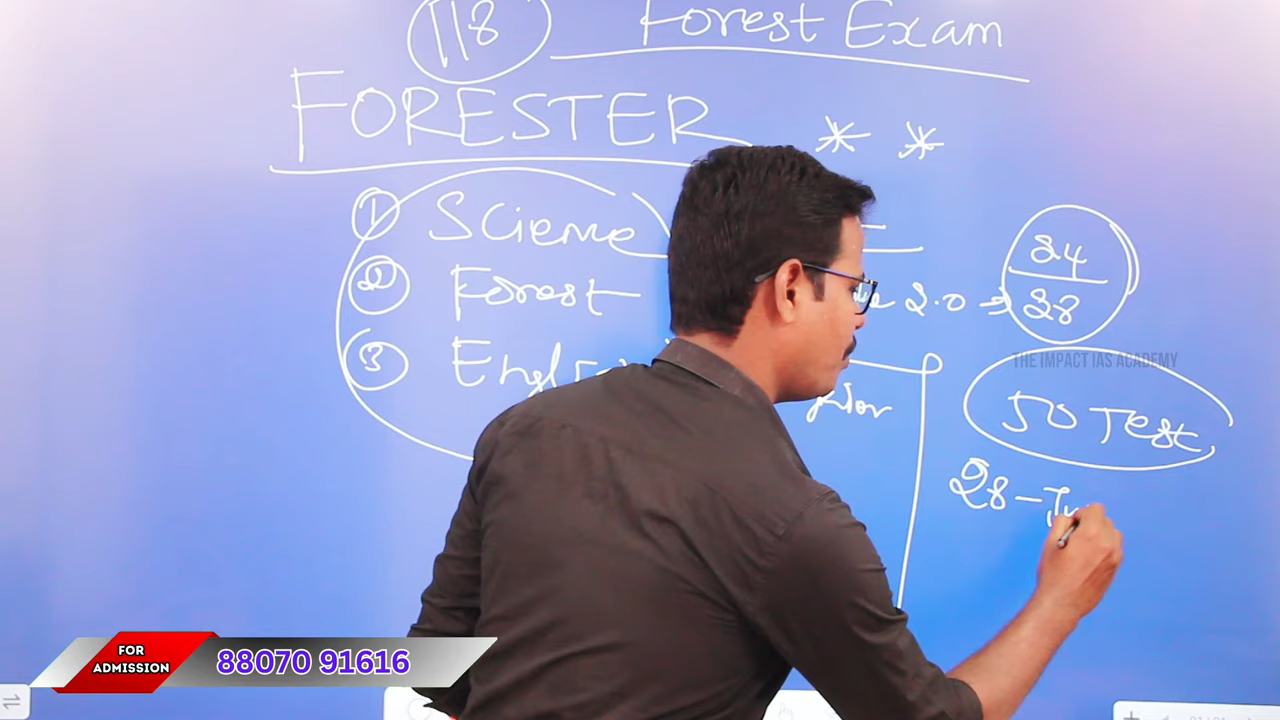 118 Forest Exam
FORESTER * *
① Science
② Forest 2.0 →
24
28
③
THE IMPACT IAS ACADEMY
50 Test
28 -
FOR
ADMISSION
88070 91616